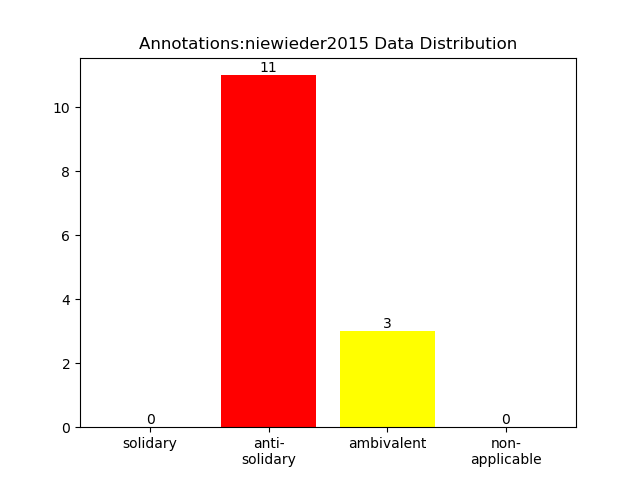 Annotations:niewieder2015 Data Distribution
11
10
8
6
4
3
2
0
0
0
solidary
anti-
solidary
ambivalent
non-
applicable